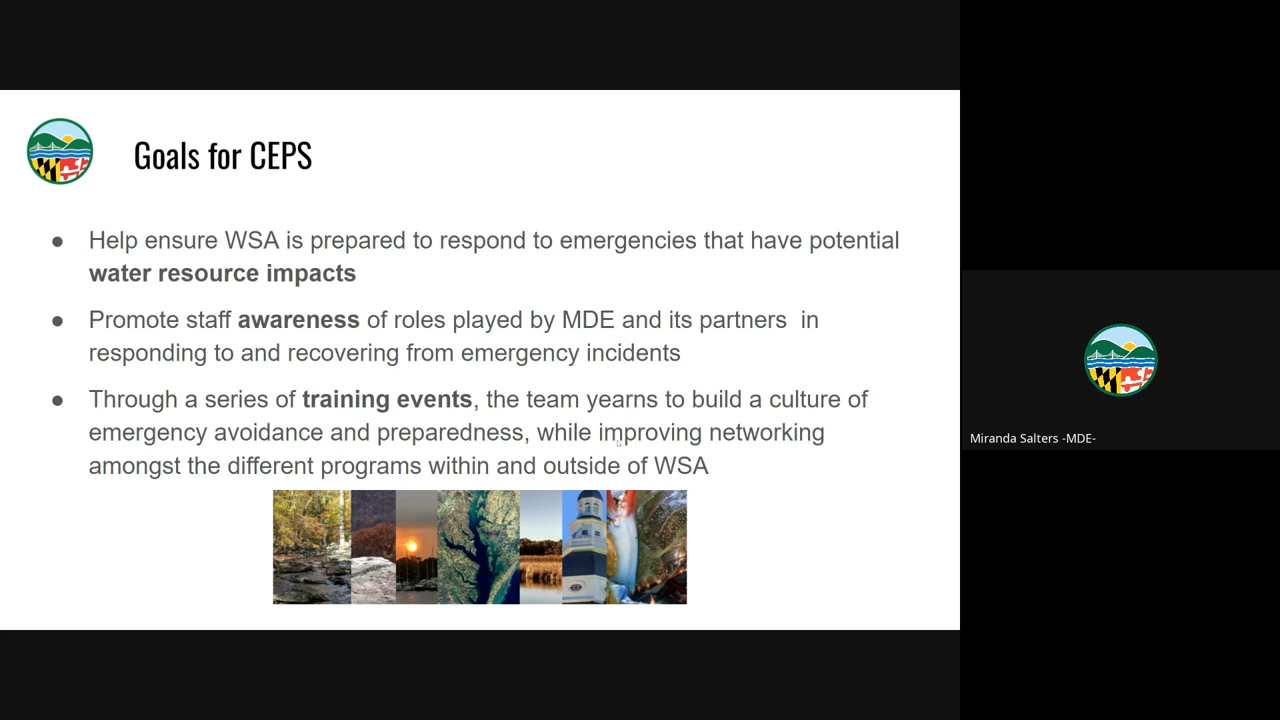 Goals for CEPS
● Help ensure WSA is prepared to respond to emergencies that have potential
water resource impacts
● Promote staff awareness of roles played by MDE and its partners  in
responding to and recovering from emergency incidents
● Through a series of training events, the team yearns to build a culture of
emergency avoidance and preparedness, while improving networking
amongst the different programs within and outside of WSA
Miranda Salters -MDE-